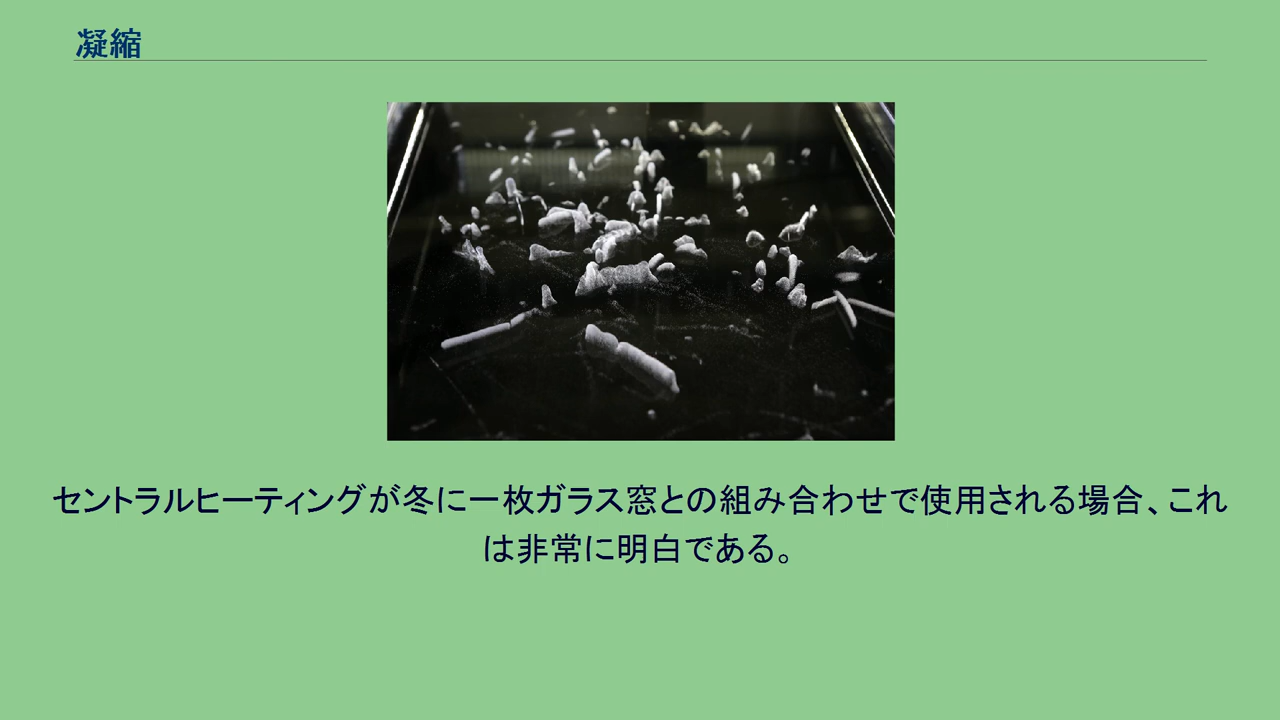 凝縮
セントラルヒーティングが冬に一枚ガラス窓との組み合わせで使用される場合、これ
は非常に明白である。